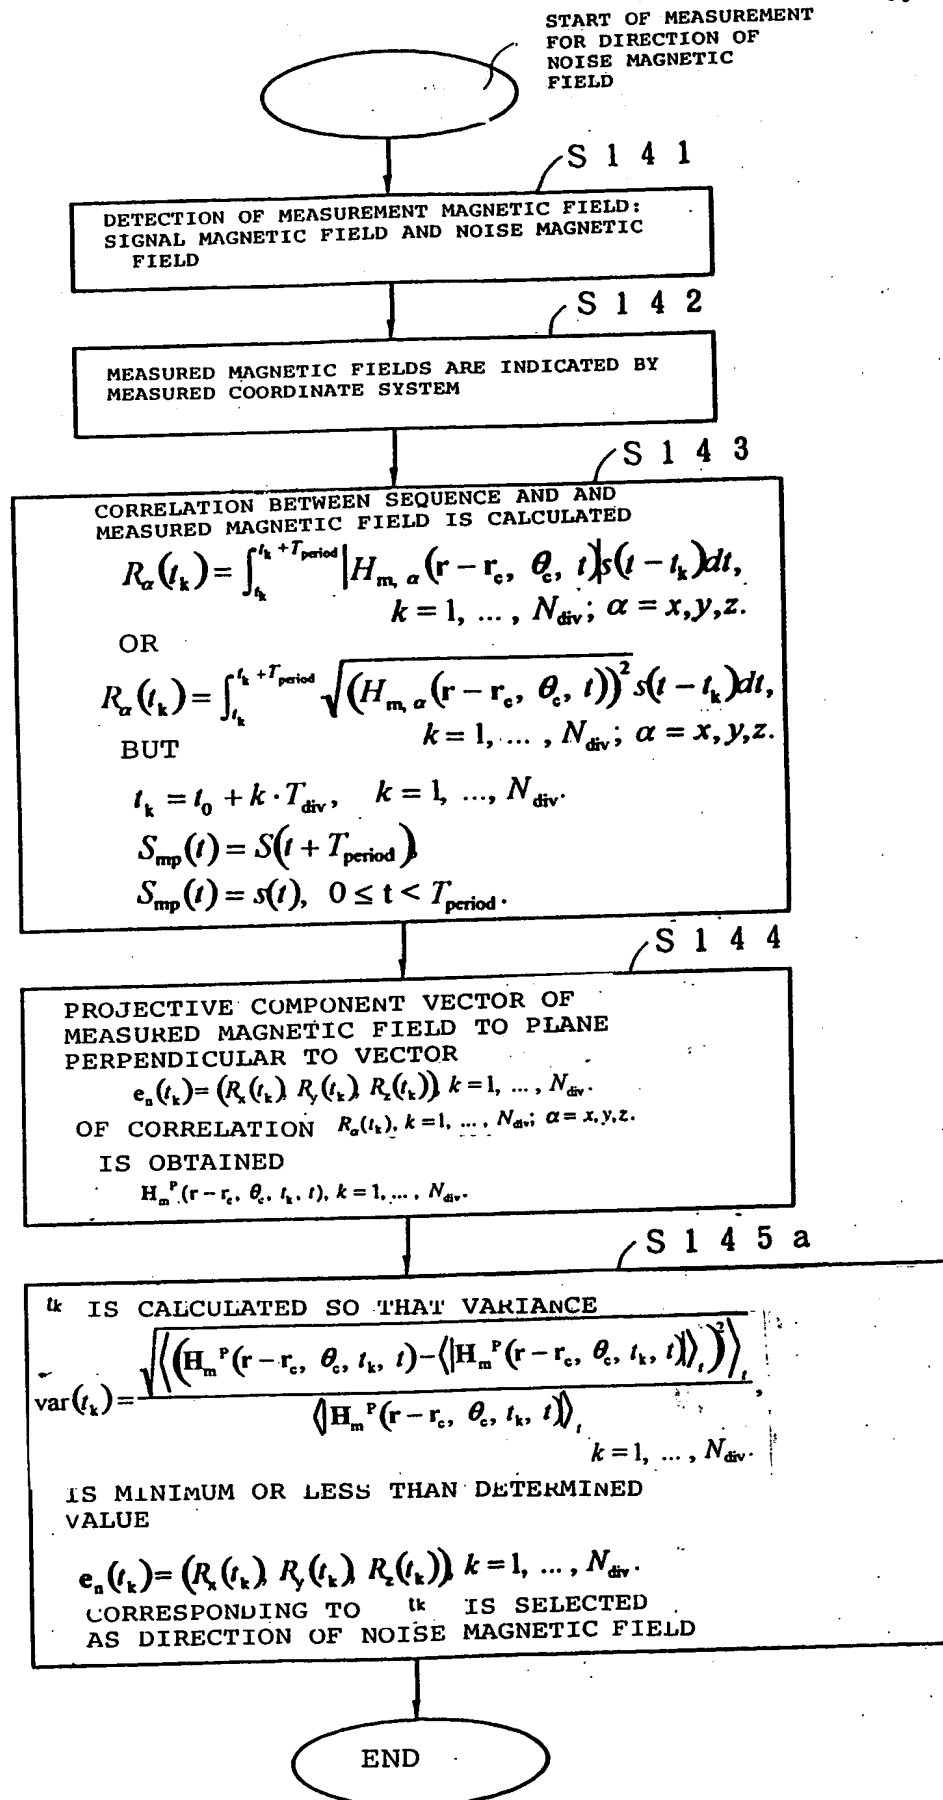 START OF MEASUREMENT
FOR DIRECTION OF
NOISE MAGNETIC
FIELD
S 1 4 1
DETECTION OF MEASUREMENT MAGNETIC FIELD:
SIGNAL MAGNETIC FIELD AND NOISE MAGNETIC
FIELD
S 1 4 2
MEASURED MAGNETIC FIELDS ARE INDICATED BY
MEASURED COORDINATE SYSTEM
S 1 4 3
CORRELATION BETWEEN SEQUENCE AND AND
MEASURED MAGNETIC FIELD IS CALCULATED
R_α(t_k) = ∫_{t_k}^{t_k + T_period} |H_{m, α}(r − r_c, θ_c, t)|s(t − t_k)dt,
k = 1, ... , N_div; α = x,y,z.
OR
R_α(t_k) = ∫_{t_k}^{t_k + T_period} √(H_{m, α}(r − r_c, θ_c, t))² s(t − t_k)dt,
k = 1, ... , N_div; α = x,y,z.
BUT
t_k = t_0 + k · T_div, k = 1, ..., N_div.
S_mp(t) = S(t + T_period),
S_mp(t) = s(t), 0 ≤ t < T_period.
S 1 4 4
PROJECTIVE COMPONENT VECTOR OF
MEASURED MAGNETIC FIELD TO PLANE
PERPENDICULAR TO VECTOR
e_n(t_k) = (R_x(t_k), R_y(t_k), R_z(t_k)), k = 1, ... , N_div.
OF CORRELATION R_α(t_k), k = 1, ... , N_div; α = x,y,z.
IS OBTAINED
H_m^P(r − r_c, θ_c, t_k, t), k = 1, ... , N_div.
S 1 4 5 a
tk IS CALCULATED SO THAT VARIANCE
var(t_k) = √⟨(H_m^P(r − r_c, θ_c, t_k, t) − ⟨|H_m^P(r − r_c, θ_c, t_k, t)|⟩_t)²⟩_t / ⟨|H_m^P(r − r_c, θ_c, t_k, t)|⟩_t,
k = 1, ... , N_div.
IS MINIMUM OR LESS THAN DETERMINED
VALUE
e_n(t_k) = (R_x(t_k), R_y(t_k), R_z(t_k)), k = 1, ... , N_div.
CORRESPONDING TO tk IS SELECTED
AS DIRECTION OF NOISE MAGNETIC FIELD
END